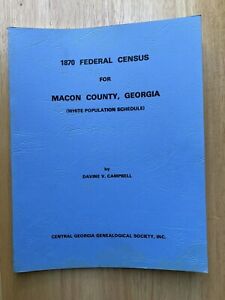 1870 FEDERAL CENSUS
FOR
MACON COUNTY, GEORGIA
(WHITE POPULATION SCHEDULE)
by
DAVINE V. CAMPBELL
CENTRAL GEORGIA GENEALOGICAL SOCIETY, INC.